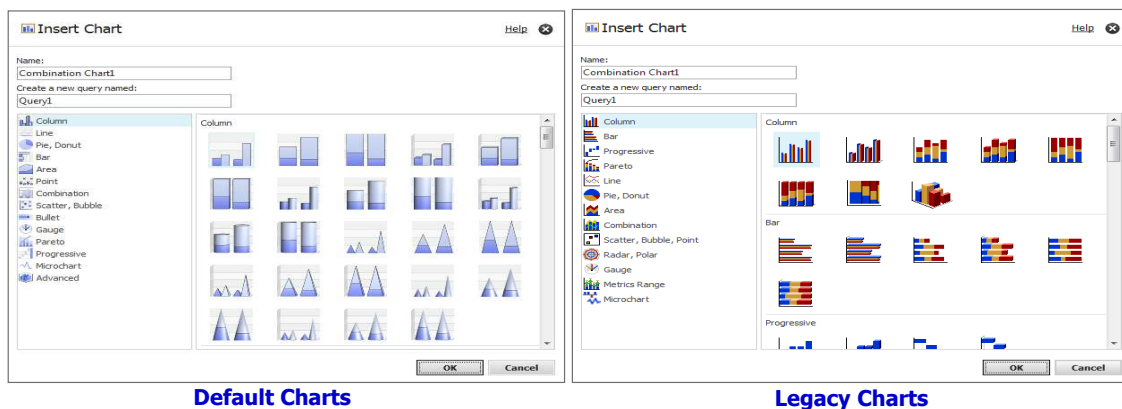 Insert Chart
Help
Name:
Combination Chart1
Create a new query named:
Query1
Column
Line
Pie, Donut
Bar
Area
Point
Combination
Scatter, Bubble
Bullet
Gauge
Pareto
Progressive
Microchart
Advanced
Column
OK
Cancel
Default Charts
Insert Chart
Help
Name:
Combination Chart1
Create a new query named:
Query1
Column
Bar
Progressive
Pareto
Line
Pie, Donut
Area
Combination
Scatter, Bubble, Point
Radar, Polar
Gauge
Metrics Range
Microchart
Column
Bar
Progressive
OK
Cancel
Legacy Charts